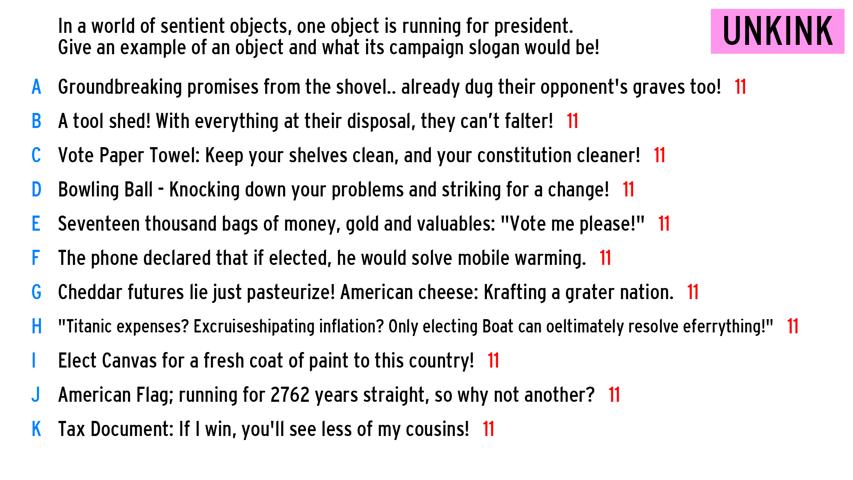 In a world of sentient objects, one object is running for president.
Give an example of an object and what its campaign slogan would be!
UNKINK
A Groundbreaking promises from the shovel.. already dug their opponent's graves too! 11
B A tool shed! With everything at their disposal, they can't falter! 11
C Vote Paper Towel: Keep your shelves clean, and your constitution cleaner! 11
D Bowling Ball - Knocking down your problems and striking for a change! 11
E Seventeen thousand bags of money, gold and valuables: "Vote me please!" 11
F The phone declared that if elected, he would solve mobile warming. 11
G Cheddar futures lie just pasteurize! American cheese: Krafting a grater nation. 11
H "Titanic expenses? Excruiseshipating inflation? Only electing Boat can oeltimately resolve eferrything!" 11
I Elect Canvas for a fresh coat of paint to this country! 11
J American Flag; running for 2762 years straight, so why not another? 11
K Tax Document: If I win, you'll see less of my cousins! 11